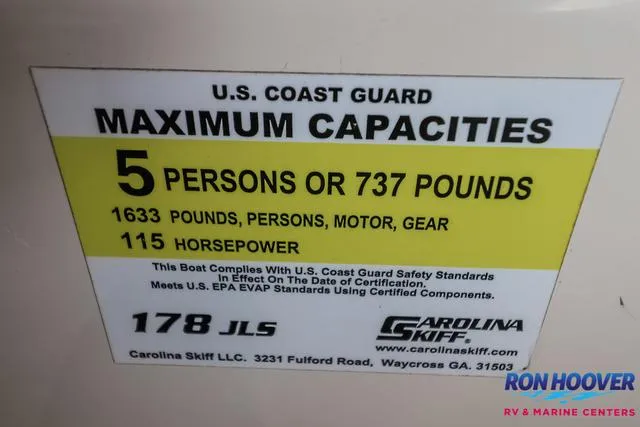 U.S. COAST GUARD
MAXIMUM CAPACITIES
5 PERSONS OR 737 POUNDS
1633 POUNDS, PERSONS, MOTOR, GEAR
115 HORSEPOWER
This Boat Complies With U.S. Coast Guard Safety Standards
In Effect On The Date of Certification.
Meets U.S. EPA EVAP Standards Using Certified Components.
178 JLS
CAROLINA
SKIFF®
www.carolinaskiff.com
Carolina Skiff LLC. 3231 Fulford Road, Waycross GA. 31503
RON HOOVER
RV & MARINE CENTERS